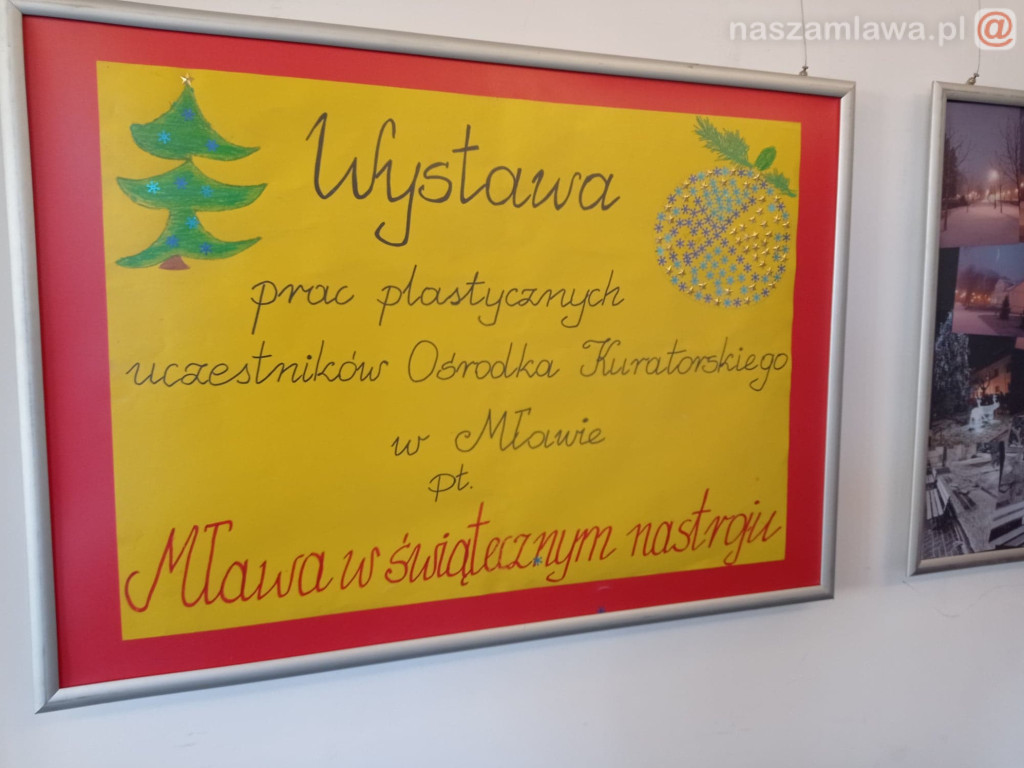 naszamlawa.pl @
Wystawa
prac plastycznych
uczestników Ośrodka Kuratorskiego
w Mławie
pt.
Mława w świątecznym nastroju